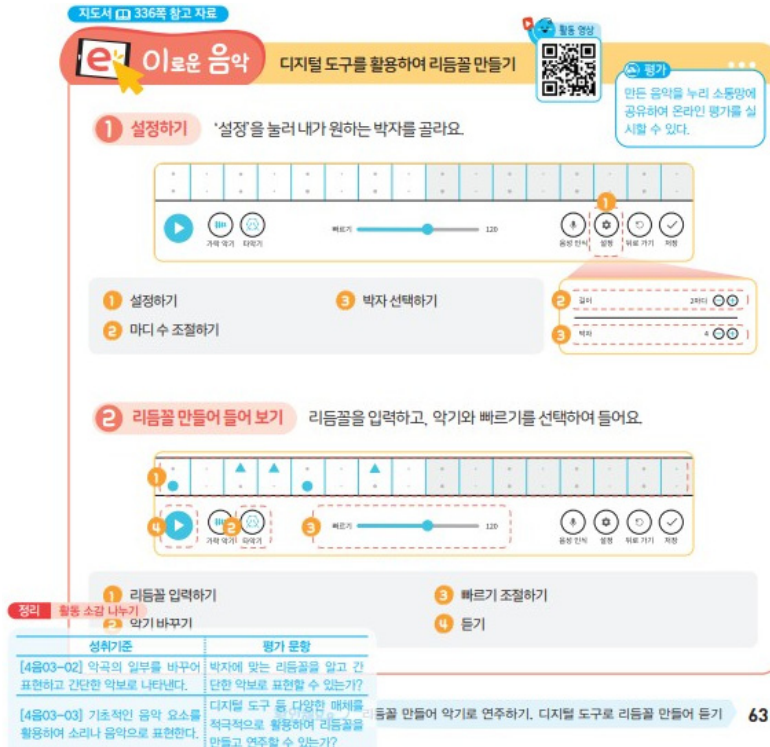 지도서 336쪽 참고 자료
활동 영상
e 이로운 음악
디지털 도구를 활용하여 리듬꼴 만들기
평가
만든 음악을 누리 소통망에
공유하여 온라인 평가를 실
시할 수 있다.
1 설정하기 '설정'을 눌러 내가 원하는 박자를 골라요.
1
가락 악기 타악기 빠르기 120 음성 인식 설정 뒤로 가기 저장
1 설정하기
3 박자 선택하기
2 마디 수 조절하기
2 길이 2마디
3 박자 4
2 리듬꼴 만들어 들어 보기 리듬꼴을 입력하고, 악기와 빠르기를 선택하여 들어요.
1
4 가락 악기 2 타악기 3 빠르기 120 음성 인식 설정 뒤로 가기 저장
1 리듬꼴 입력하기
3 빠르기 조절하기
2 악기 바꾸기
4 듣기
정리 활동 소감 나누기
성취기준 평가 문항
[4음03-02] 악곡의 일부를 바꾸어
표현하고 간단한 악보로 나타낸다.
박자에 맞는 리듬꼴을 알고 간
단한 악보로 표현할 수 있는가?
[4음03-03] 기초적인 음악 요소를
활용하여 소리나 음악으로 표현한다.
디지털 도구 등 다양한 매체를
적극적으로 활용하여 리듬꼴을
만들고 연주할 수 있는가?
리듬꼴 만들어 악기로 연주하기. 디지털 도구로 리듬꼴 만들어 듣기 63